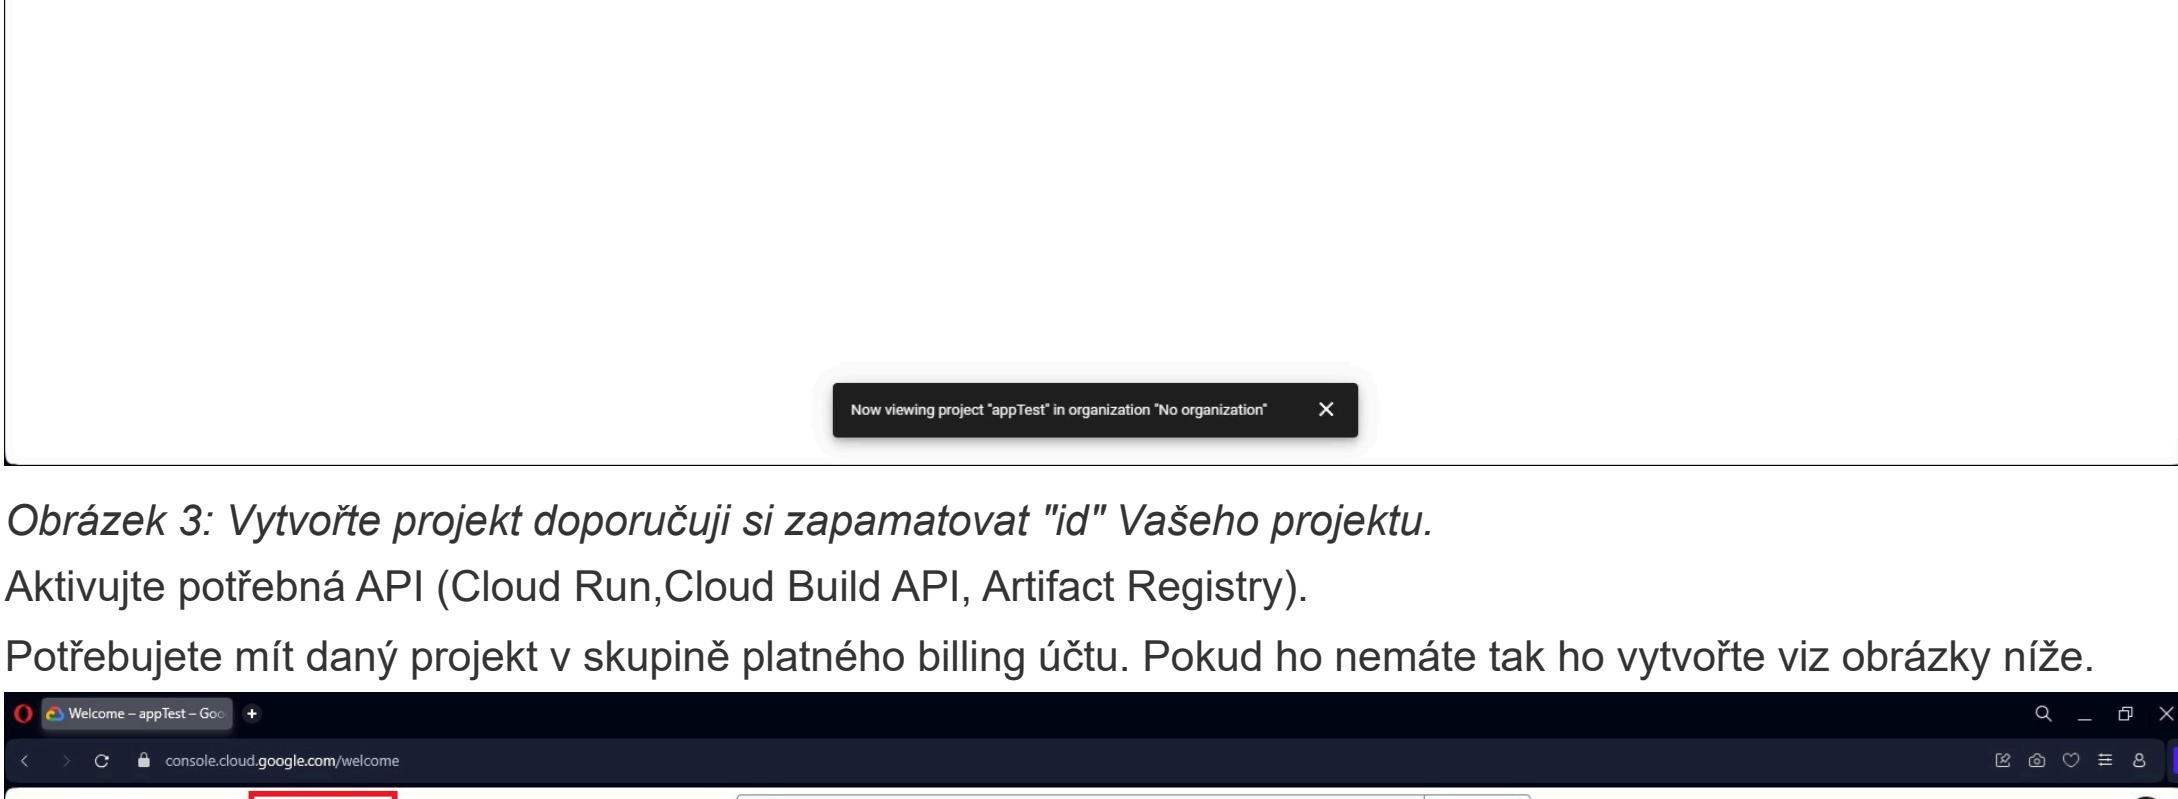 Now viewing project "appTest" in organization "No organization"
Obrázek 3: Vytvořte projekt doporučuji si zapamatovat "id" Vašeho projektu.
Aktivujte potřebná API (Cloud Run,Cloud Build API, Artifact Registry).
Potřebujete mít daný projekt v skupině platného billing účtu. Pokud ho nemáte tak ho vytvořte viz obrázky níže.
Welcome – appTest – Goo
console.cloud.google.com/welcome